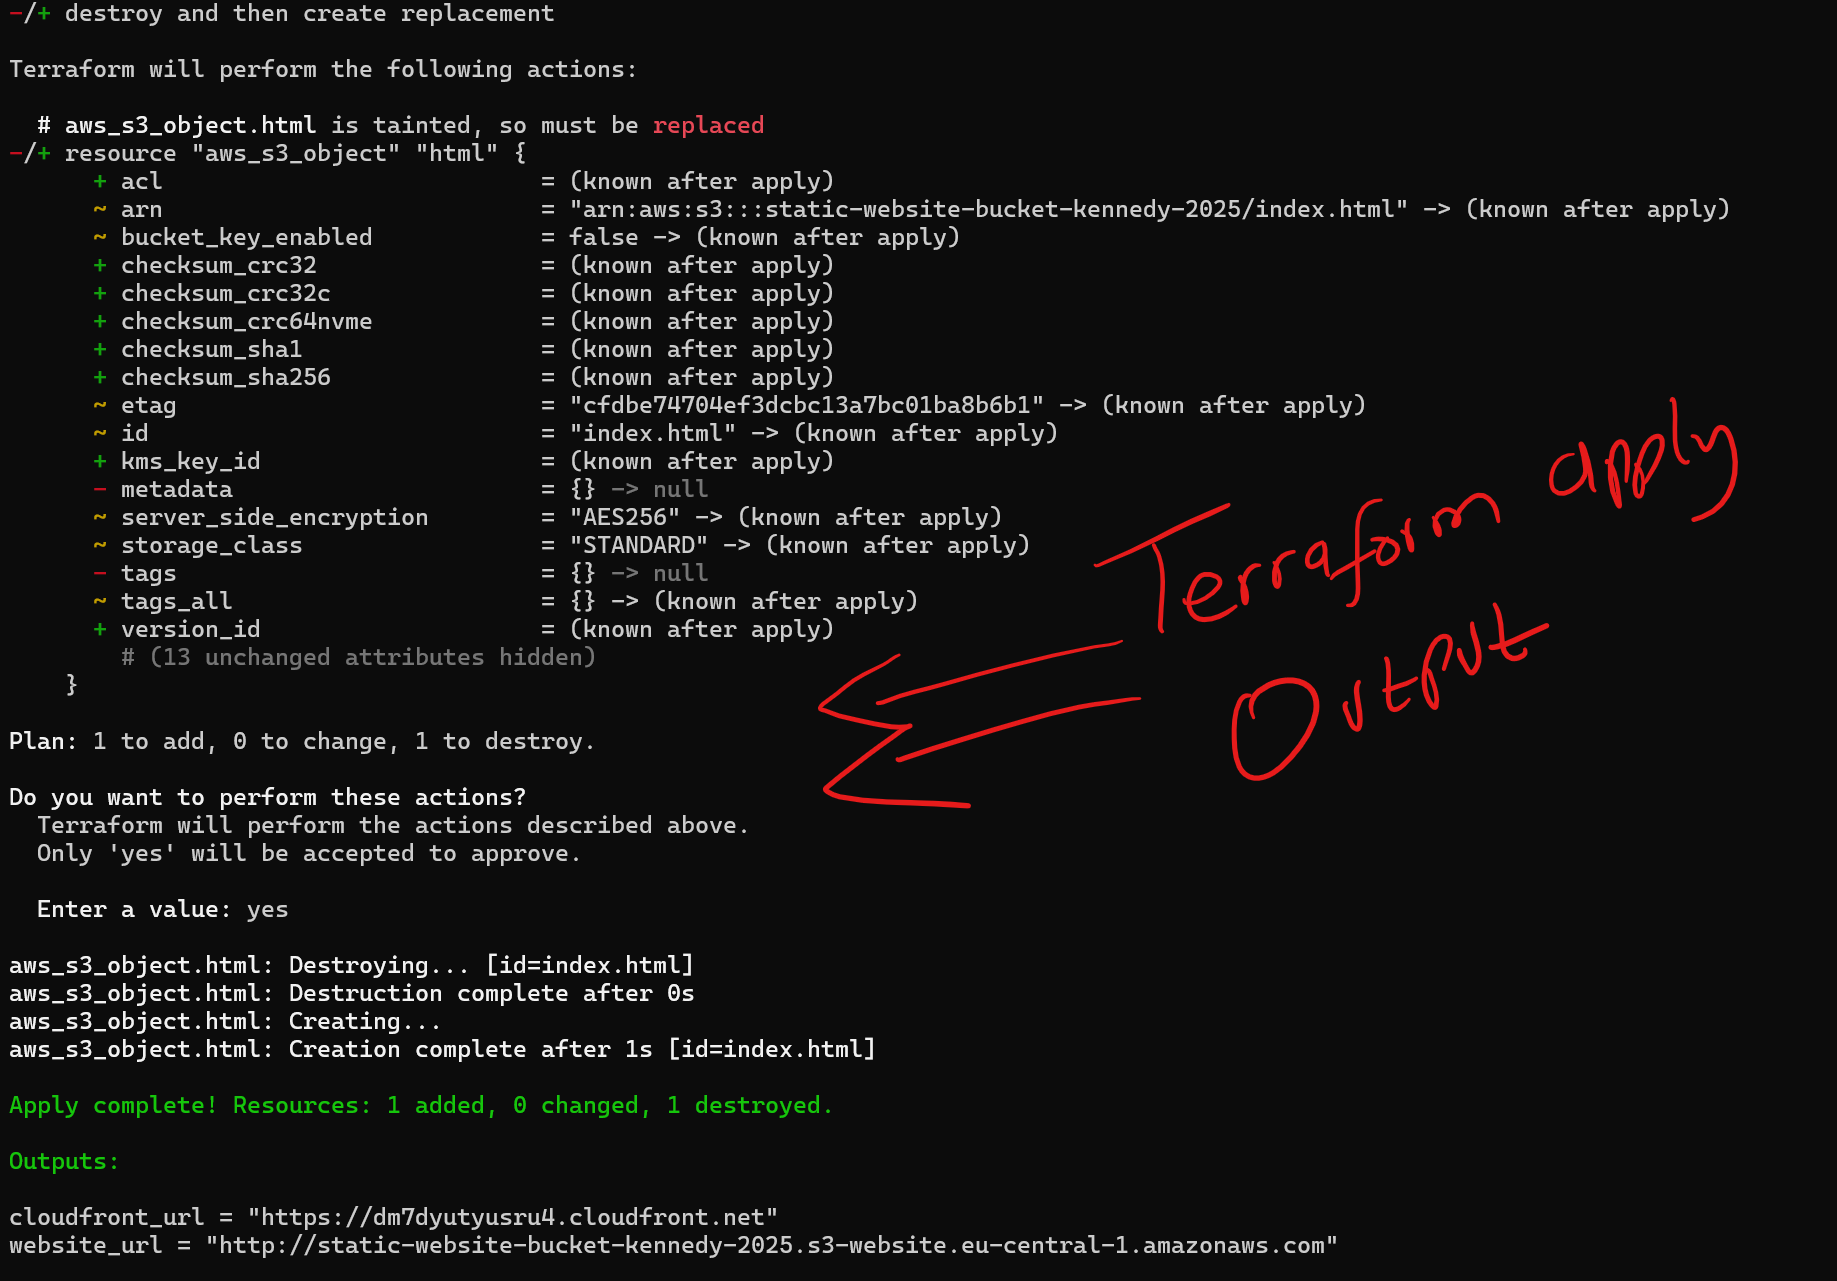 -/+ destroy and then create replacement
Terraform will perform the following actions:
# aws_s3_object.html is tainted, so must be replaced
-/+ resource "aws_s3_object" "html" {
+ acl = (known after apply)
~ arn = "arn:aws:s3:::static-website-bucket-kennedy-2025/index.html" -> (known after apply)
~ bucket_key_enabled = false -> (known after apply)
+ checksum_crc32 = (known after apply)
+ checksum_crc32c = (known after apply)
+ checksum_crc64nvme = (known after apply)
+ checksum_sha1 = (known after apply)
+ checksum_sha256 = (known after apply)
~ etag = "cfdbe74704ef3dcbc13a7bc01ba8b6b1" -> (known after apply)
~ id = "index.html" -> (known after apply)
+ kms_key_id = (known after apply)
- metadata = {} -> null
~ server_side_encryption = "AES256" -> (known after apply)
~ storage_class = "STANDARD" -> (known after apply)
- tags = {} -> null
~ tags_all = {} -> (known after apply)
+ version_id = (known after apply)
# (13 unchanged attributes hidden)
}
Terraform apply
Output
Plan: 1 to add, 0 to change, 1 to destroy.
Do you want to perform these actions?
Terraform will perform the actions described above.
Only 'yes' will be accepted to approve.
Enter a value: yes
aws_s3_object.html: Destroying... [id=index.html]
aws_s3_object.html: Destruction complete after 0s
aws_s3_object.html: Creating...
aws_s3_object.html: Creation complete after 1s [id=index.html]
Apply complete! Resources: 1 added, 0 changed, 1 destroyed.
Outputs:
cloudfront_url = "https://dm7dyutyusru4.cloudfront.net"
website_url = "http://static-website-bucket-kennedy-2025.s3-website.eu-central-1.amazonaws.com"